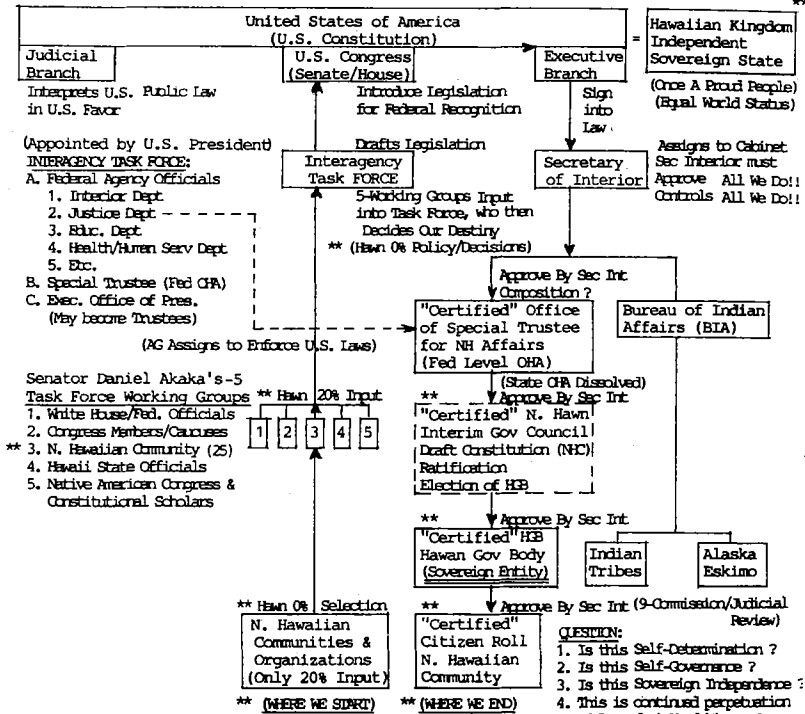 **
United States of America
(U.S. Constitution)
=
Hawaiian Kingdom
Independent
Sovereign State
(Once A Proud People)
(Equal World Status)
Judicial
Branch
Interprets U.S. Public Law
in U.S. Favor
U.S. Congress
(Senate/House)
Introduce Legislation
for Federal Recognition
Executive
Branch
Sign
into
Law
(Appointed by U.S. President)
INTERAGENCY TASK FORCE:
A. Federal Agency Officials
1. Interior Dept
2. Justice Dept
3. Educ. Dept
4. Health/Human Serv Dept
5. Etc.
B. Special Trustee (Fed OHA)
C. Exec. Office of Pres.
(May become Trustees)
(AG Assigns to Enforce U.S. Laws)
Drafts Legislation
Interagency
Task FORCE
5-Working Groups Input
into Task Force, who then
Decides Our Destiny
** (Hawn 0% Policy/Decisions)
Secretary
of Interior
Assigns to Cabinet
Sec Interior must
Approve All We Do!!
Controls All We Do!!
Approve By Sec Int
Composition ?
"Certified" Office
of Special Trustee
for NH Affairs
(Fed Level OHA)
(State OHA Dissolved)
Bureau of Indian
Affairs (BIA)
Senator Daniel Akaka's-5
Task Force Working Groups
1. White House/Fed. Officials
2. Congress Members/Caucuses
** 3. N. Hawaiian Community (25)
4. Hawaii State Officials
5. Native American Congress &
Constitutional Scholars
** Hawn 20% Input
1 2 3 4 5
** Approve By Sec Int
"Certified" N. Hawn
Interim Gov Council
Draft Constitution (NHC)
Ratification
Election of HGB
** Approve By Sec Int
"Certified" HGB
Hawan Gov Body
(Sovereign Entity)
Indian
Tribes
Alaska
Eskimo
** Hawn 0% Selection
N. Hawaiian
Communities &
Organizations
(Only 20% Input)
** (WHERE WE START)
** Approve By Sec Int (9-Commission/Judicial
Review)
"Certified"
Citizen Roll
N. Hawaiian
Community
** (WHERE WE END)
QUESTION:
1. Is this Self-Determination ?
2. Is this Self-Governance ?
3. Is this Sovereign Independence ?
4. This is continued perpetuation